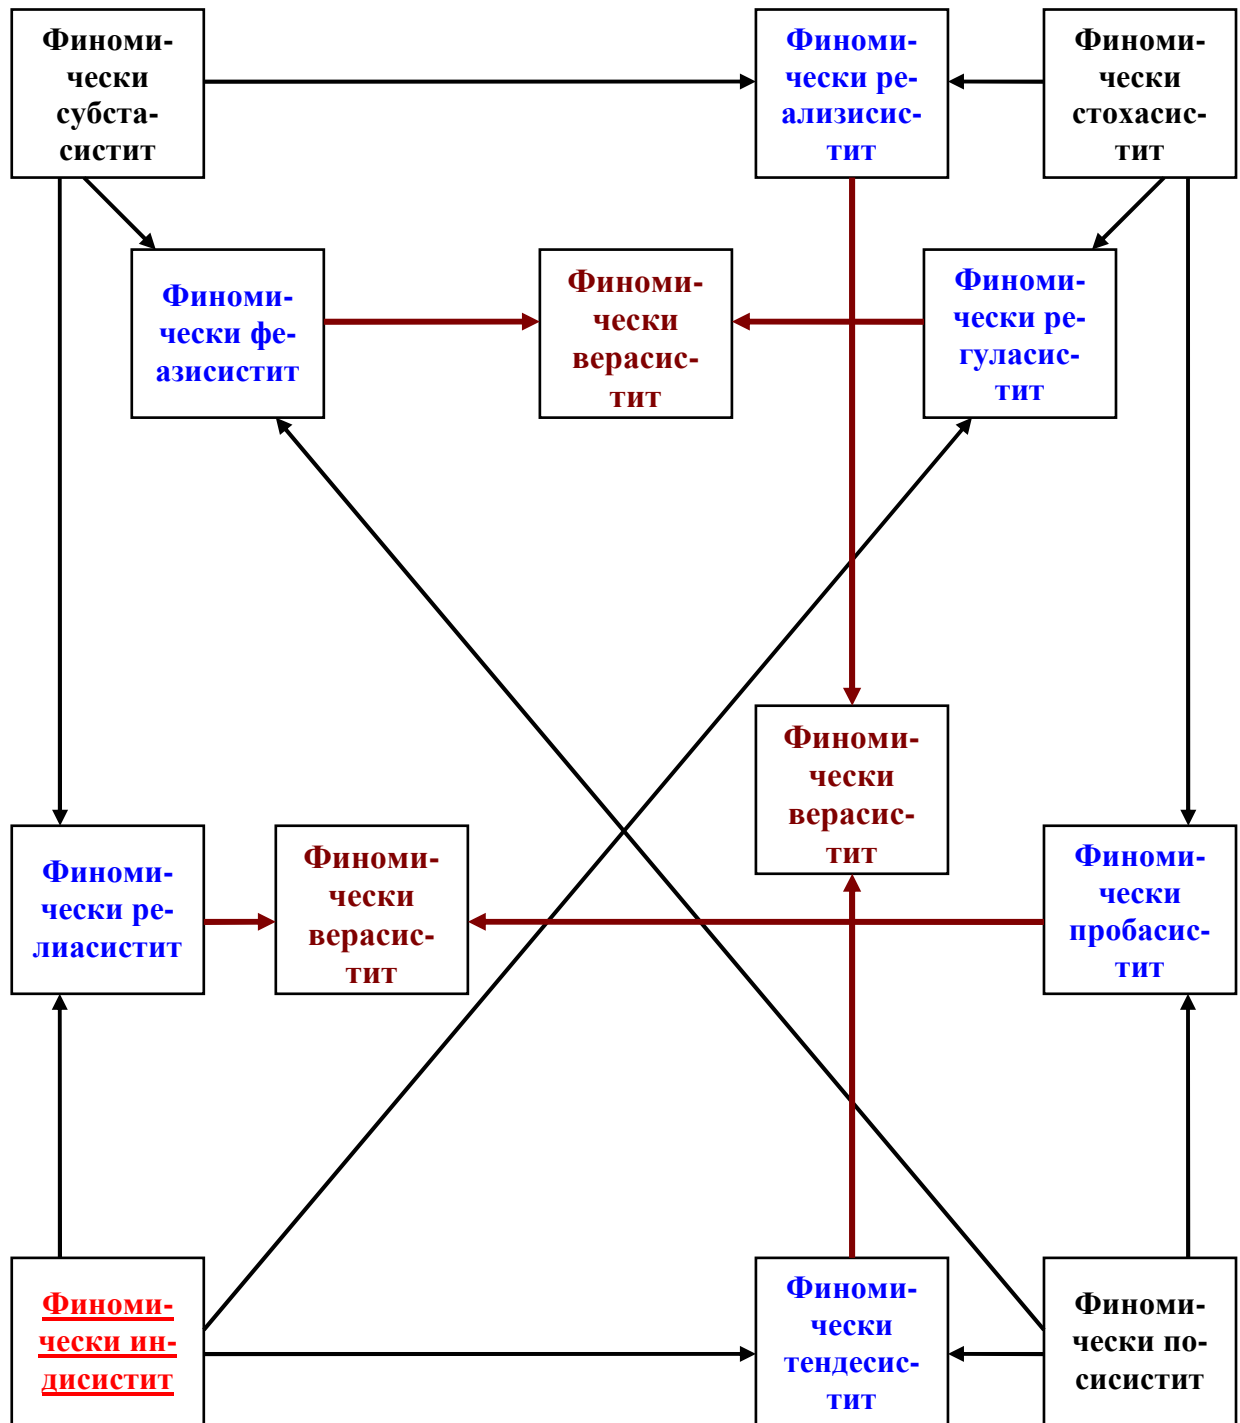 Финоми-
чески
субста-
систит
Финоми-
чески ре-
ализисис-
тит
Финоми-
чески
стохасис-
тит
Финоми-
чески фе-
азисистит
Финоми-
чески
верасис-
тит
Финоми-
чески ре-
гуласис-
тит
Финоми-
чески
верасис-
тит
Финоми-
чески ре-
лиасистит
Финоми-
чески
верасис-
тит
Финоми-
чески
пробасис-
тит
Финоми-
чески ин-
дисистит
Финоми-
чески
тендесис-
тит
Финоми-
чески по-
сисистит